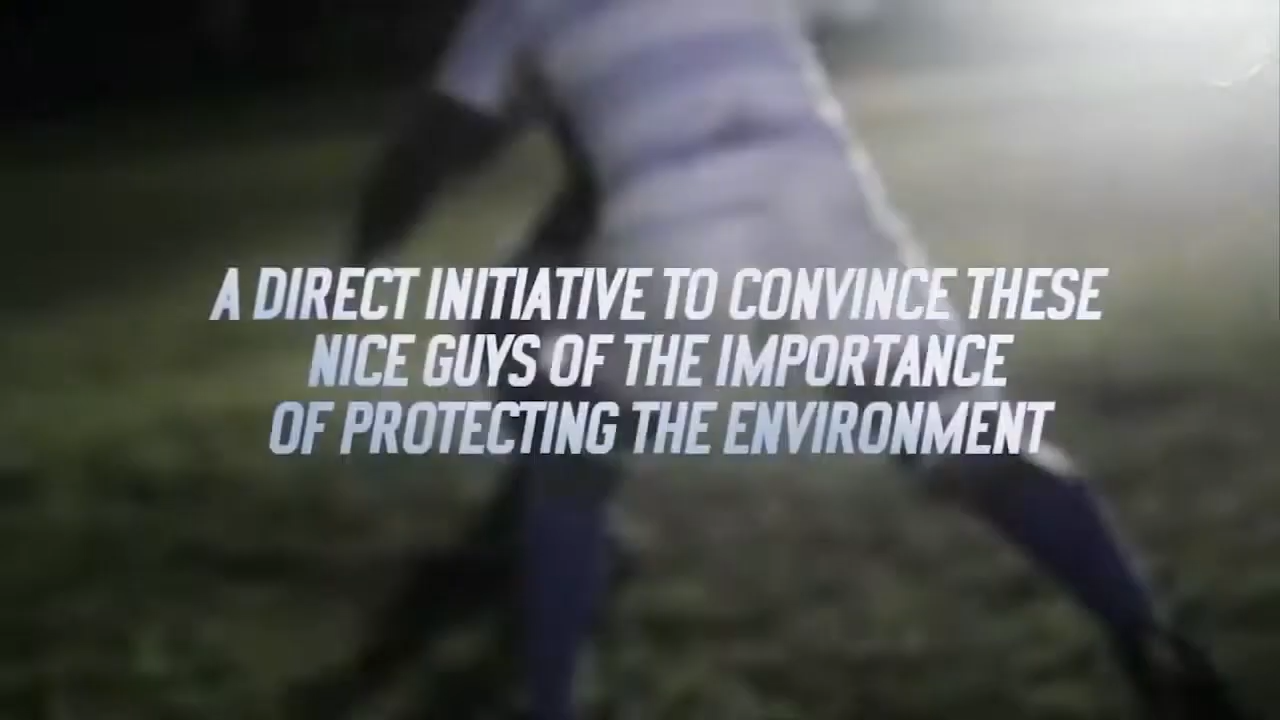 A DIRECT INITIATIVE TO CONVINCE THESE
NICE GUYS OF THE IMPORTANCE
OF PROTECTING THE ENVIRONMENT